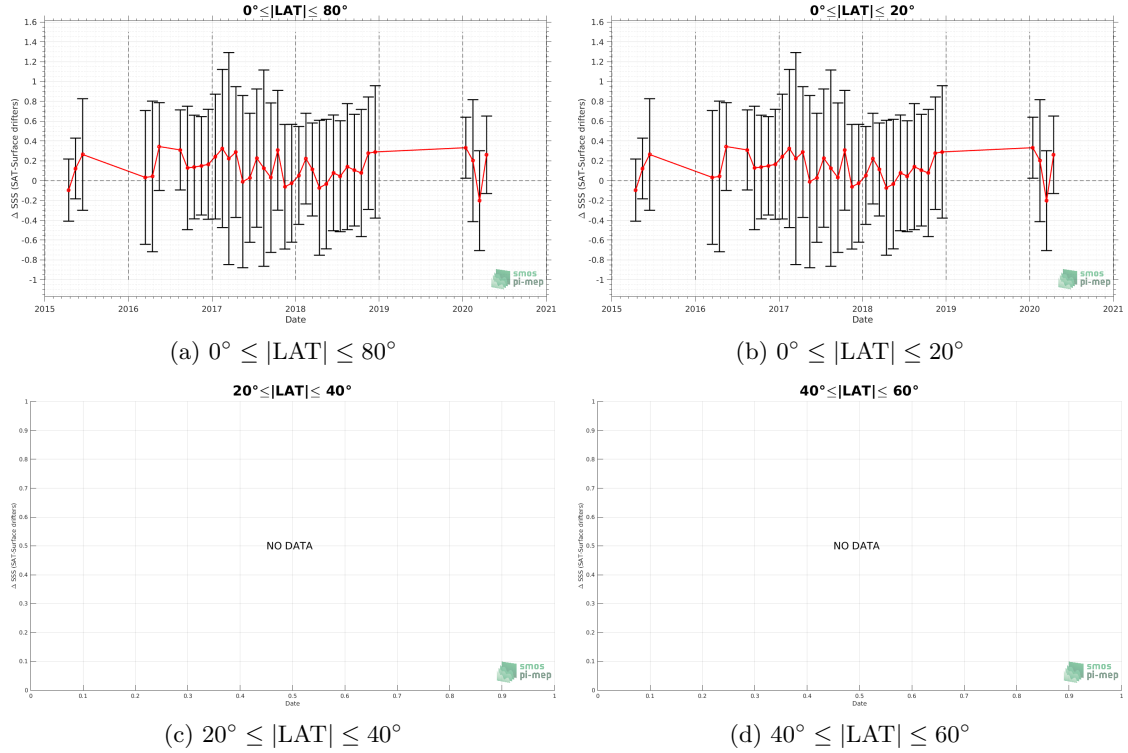 0°≤|LAT|≤ 80°
1.6
1.4
1.2
1
0.8
0.6
0.4
0.2
0
-0.2
-0.4
-0.6
-0.8
-1
Δ SSS (SAT-Surface drifters)
2015 2016 2017 2018 2019 2020 2021
Date
smos
pi-mep
(a) 0° ≤ |LAT| ≤ 80°
0°≤|LAT|≤ 20°
1.6
1.4
1.2
1
0.8
0.6
0.4
0.2
0
-0.2
-0.4
-0.6
-0.8
-1
Δ SSS (SAT-Surface drifters)
2015 2016 2017 2018 2019 2020 2021
Date
smos
pi-mep
(b) 0° ≤ |LAT| ≤ 20°
20°≤|LAT|≤ 40°
1
0.9
0.8
0.7
0.6
0.5
0.4
0.3
0.2
0.1
0
Δ SSS (SAT-Surface drifters)
NO DATA
0 0.1 0.2 0.3 0.4 0.5 0.6 0.7 0.8 0.9 1
Date
smos
pi-mep
(c) 20° ≤ |LAT| ≤ 40°
40°≤|LAT|≤ 60°
1
0.9
0.8
0.7
0.6
0.5
0.4
0.3
0.2
0.1
0
Δ SSS (SAT-Surface drifters)
NO DATA
0 0.1 0.2 0.3 0.4 0.5 0.6 0.7 0.8 0.9 1
Date
smos
pi-mep
(d) 40° ≤ |LAT| ≤ 60°